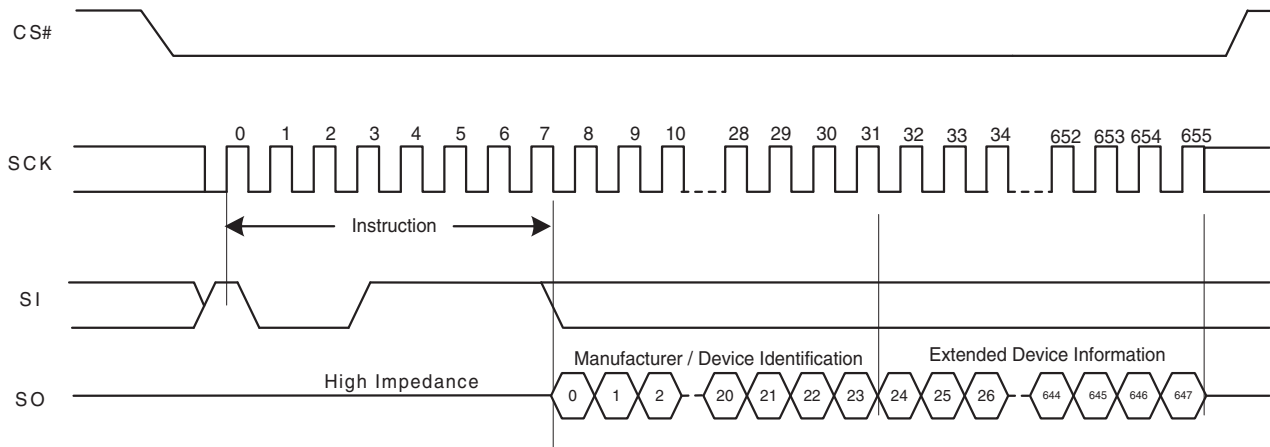 CS#
SCK
0 1 2 3 4 5 6 7 8 9 10 28 29 30 31 32 33 34 652 653 654 655
Instruction
SI
Manufacturer / Device Identification
Extended Device Information
High Impedance
SO
0 1 2 20 21 22 23 24 25 26 644 645 646 647